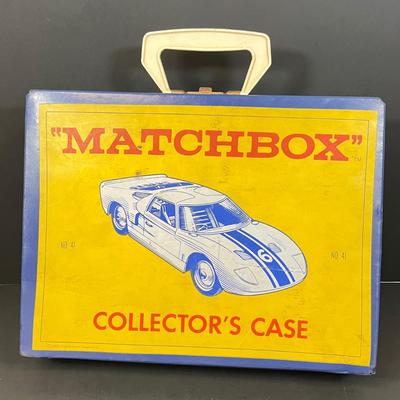 "MATCHBOX"
6
NO 41
NO 41
COLLECTOR'S CASE